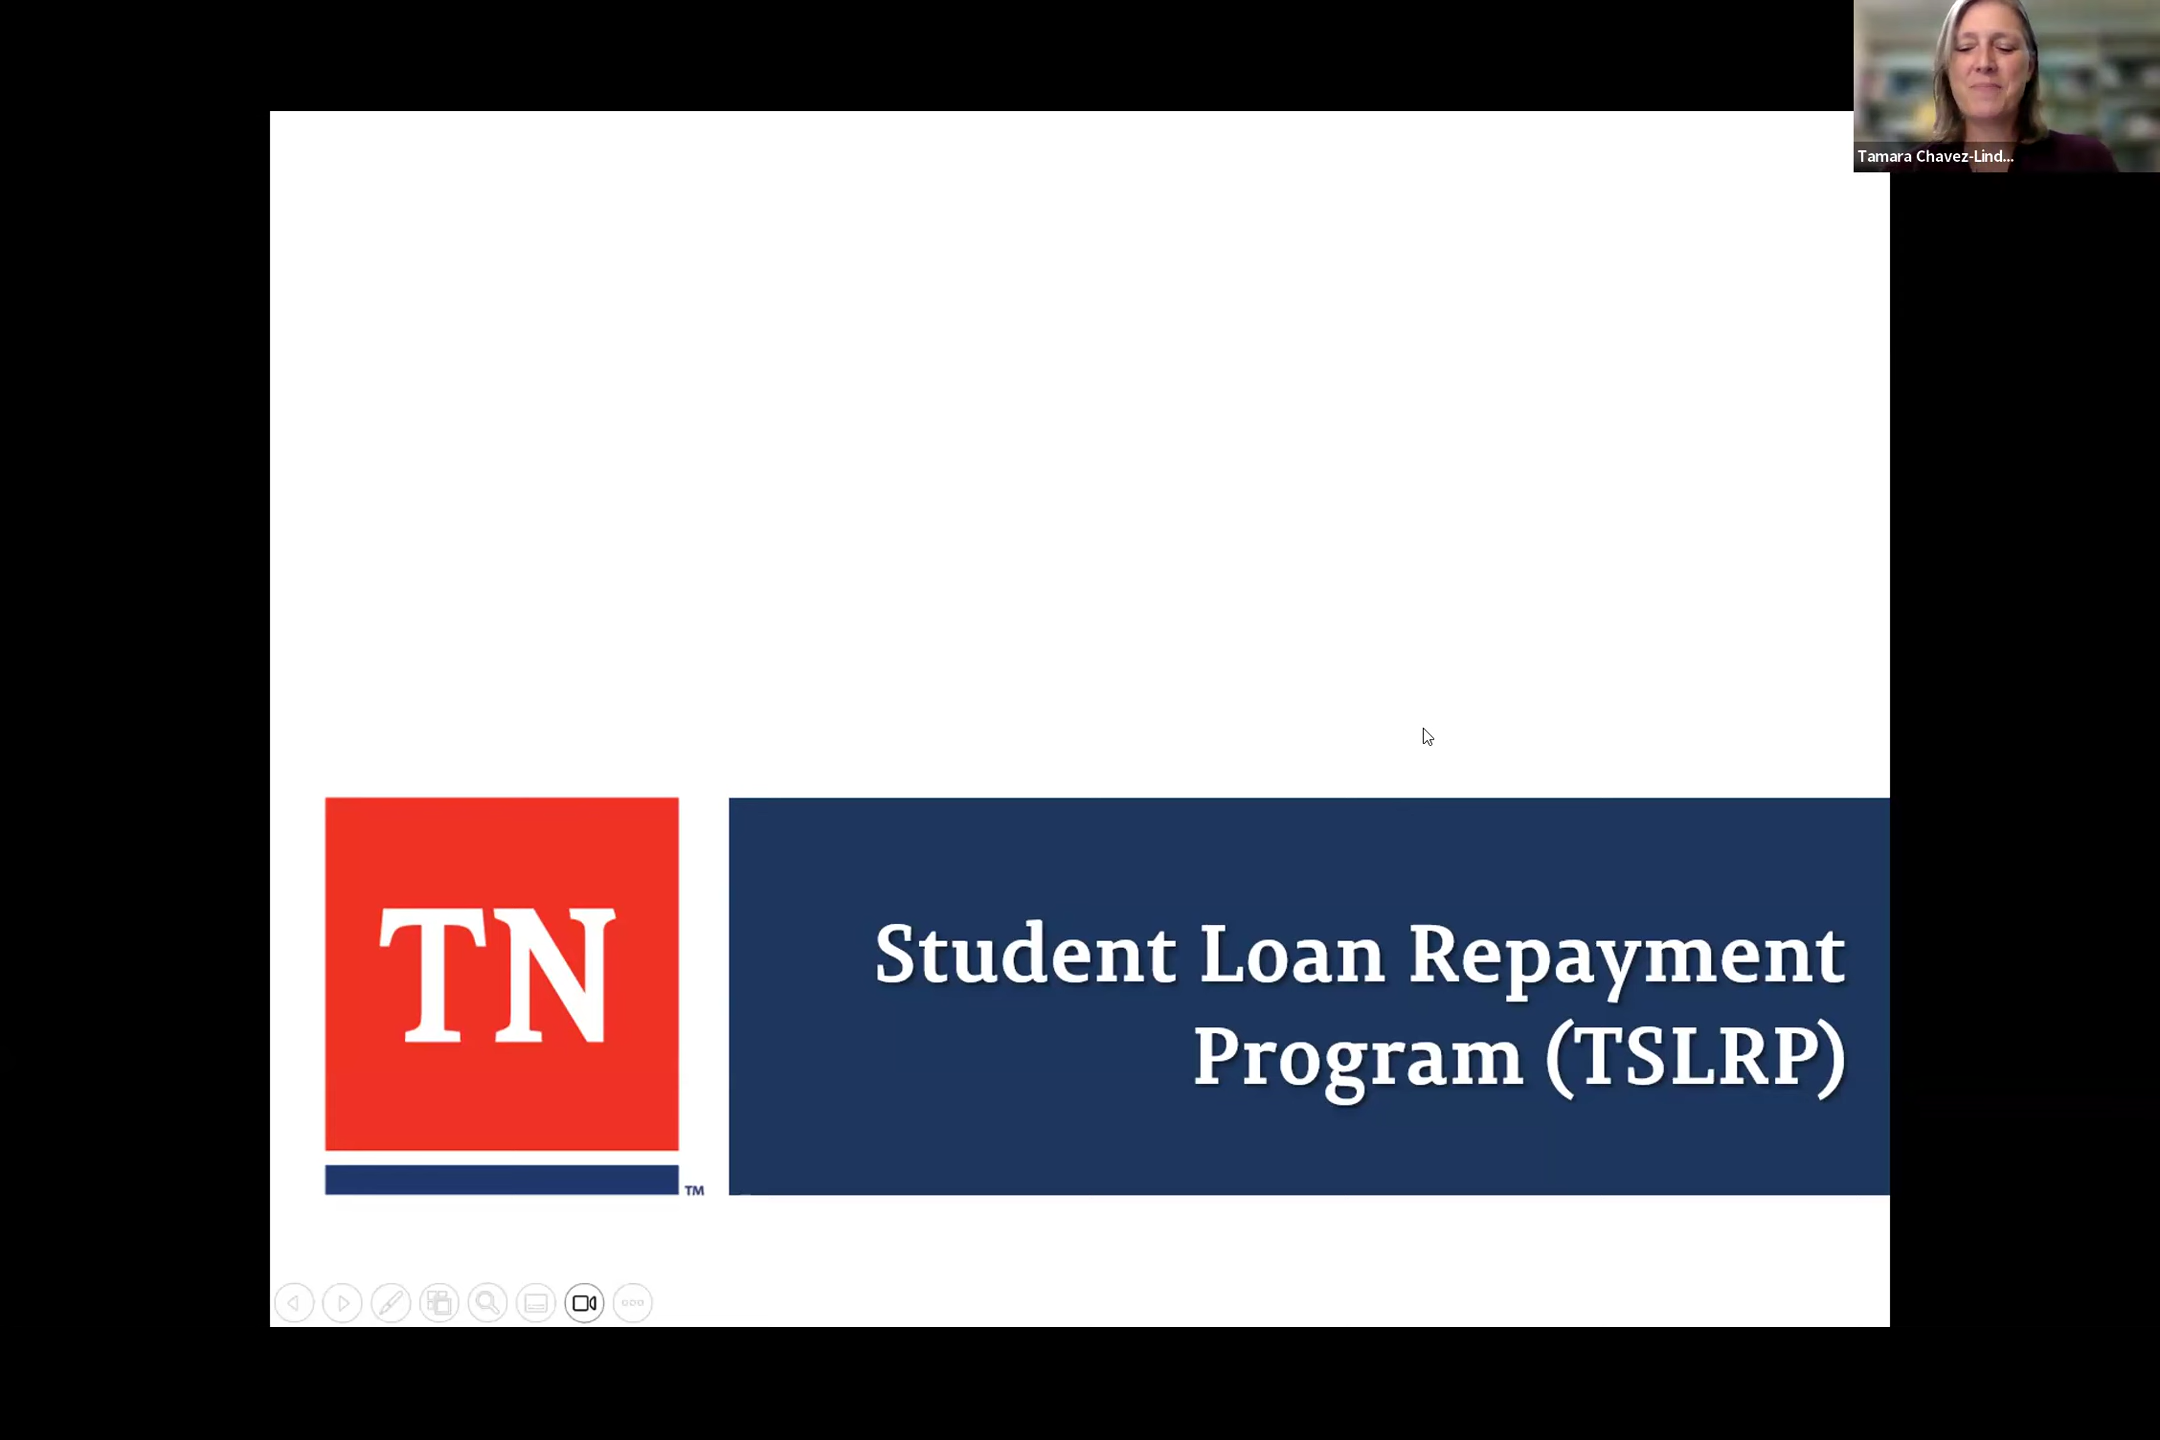 Tamara Chavez-Lind...
TN
TM
Student Loan Repayment
Program (TSLRP)